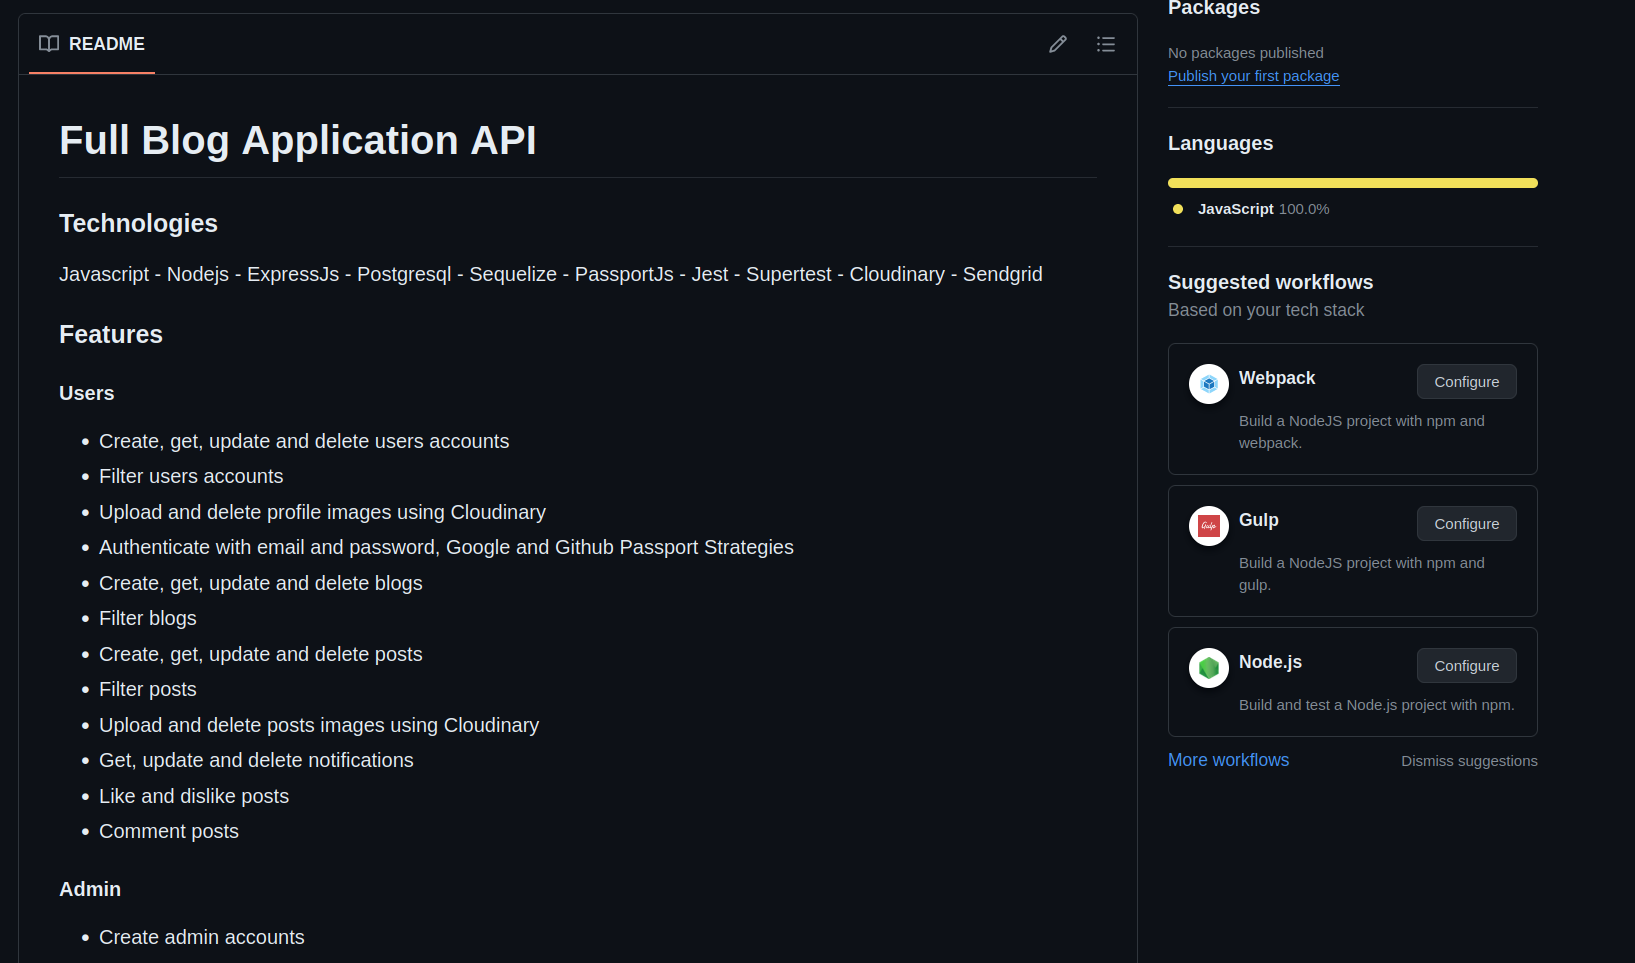 README
Full Blog Application API
Technologies
Javascript - Nodejs - ExpressJs - Postgresql - Sequelize - PassportJs - Jest - Supertest - Cloudinary - Sendgrid
Features
Users
Create, get, update and delete users accounts
Filter users accounts
Upload and delete profile images using Cloudinary
Authenticate with email and password, Google and Github Passport Strategies
Create, get, update and delete blogs
Filter blogs
Create, get, update and delete posts
Filter posts
Upload and delete posts images using Cloudinary
Get, update and delete notifications
Like and dislike posts
Comment posts
Admin
Create admin accounts
Packages
No packages published
Publish your first package
Languages
JavaScript 100.0%
Suggested workflows
Based on your tech stack
Webpack
Configure
Build a NodeJS project with npm and
webpack.
Gulp
Gulp
Configure
Build a NodeJS project with npm and
gulp.
Node.js
Configure
Build and test a Node.js project with npm.
More workflows
Dismiss suggestions